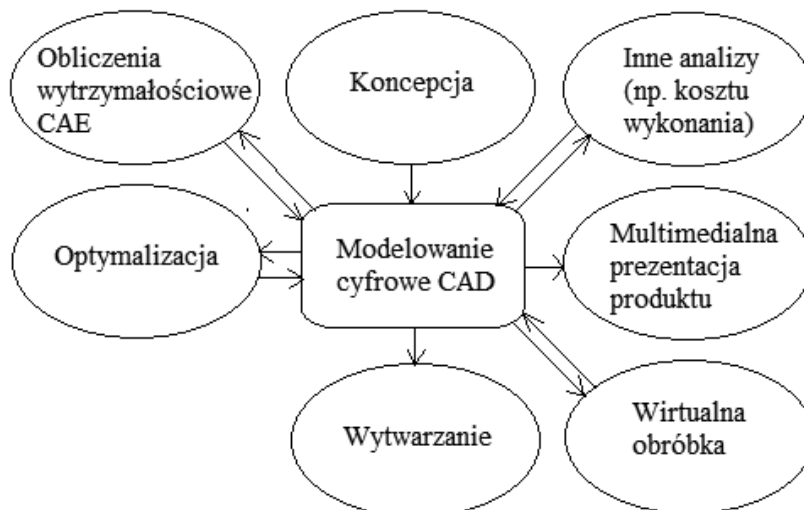 Obliczenia
wytrzymałościowe
CAE
Koncepcja
Inne analizy
(np. kosztu
wykonania)
Optymalizacja
Modelowanie
cyfrowe CAD
Multimedialna
prezentacja
produktu
Wytwarzanie
Wirtualna
obróbka